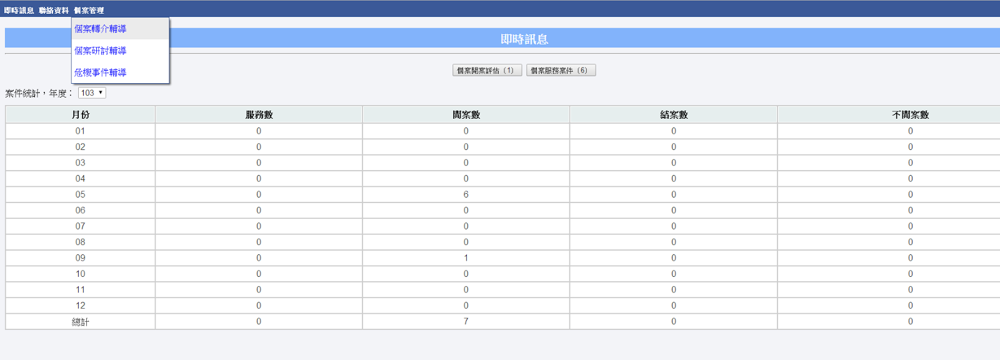 即時訊息 聯絡資料 個案管理
個案轉介輔導
個案研討輔導
危機事件輔導
即時訊息
個案開案評估（1） 個案服務案件（6）
案件統計，年度： 103
月份 服務數 開案數 結案數 不開案數
01 0 0 0 0
02 0 0 0 0
03 0 0 0 0
04 0 0 0 0
05 0 6 0 0
06 0 0 0 0
07 0 0 0 0
08 0 0 0 0
09 0 1 0 0
10 0 0 0 0
11 0 0 0 0
12 0 0 0 0
總計 0 7 0 0